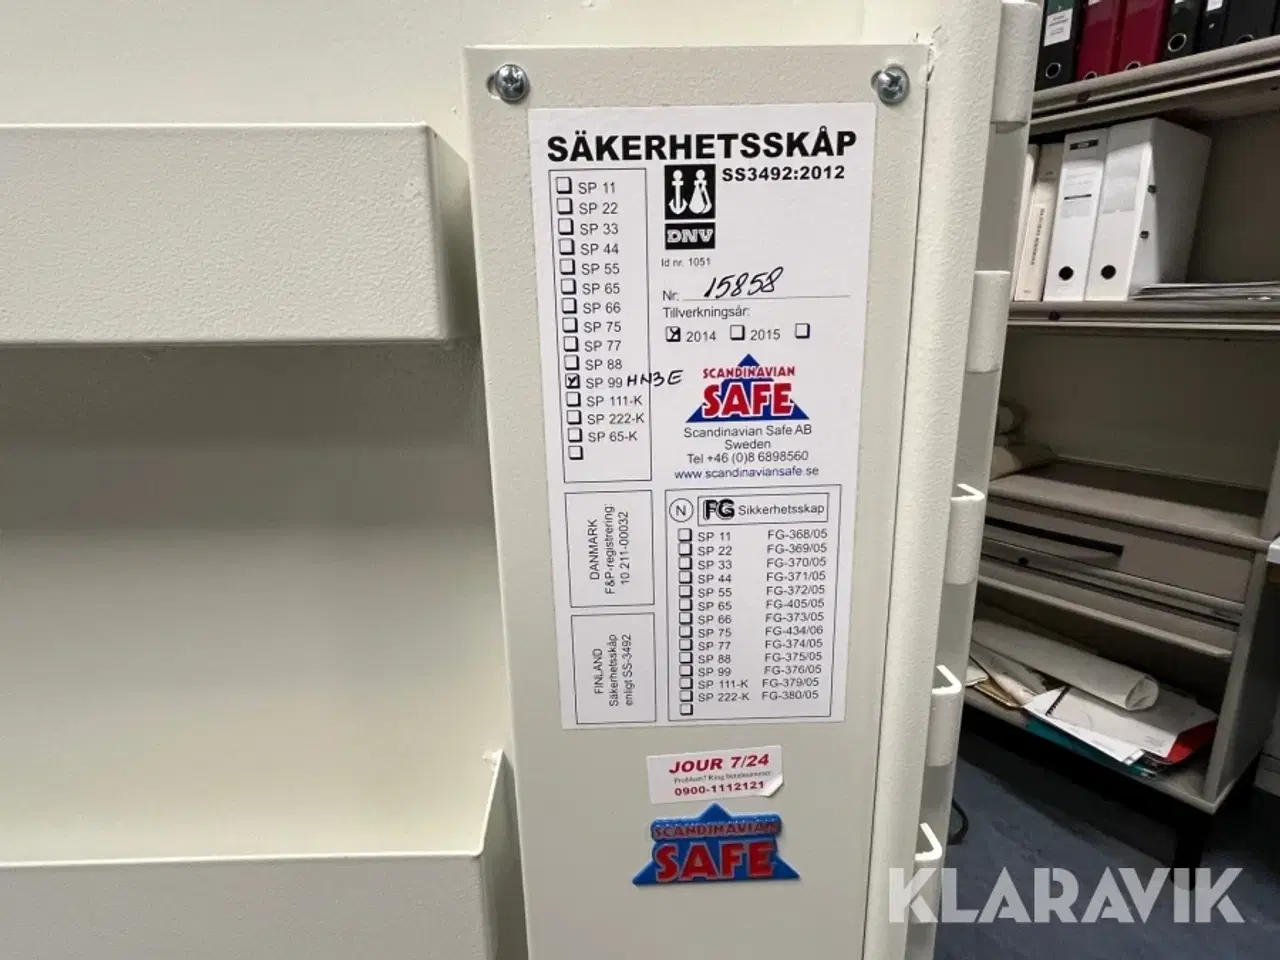 SÄKERHETSSKÅP
SS3492:2012
SP 11
SP 22
SP 33
SP 44
SP 55
SP 65
SP 66
SP 75
SP 77
SP 88
SP 99 HN3E
SP 111-K
SP 222-K
SP 65-K
DNV
Id nr. 1051
Nr: 15858
Tillverkningsår:
2014 2015
SCANDINAVIAN
SAFE
Scandinavian Safe AB
Sweden
Tel +46 (0)8 6898560
www.scandinaviansafe.se
DANMARK
F&P-registrering:
10.211-00032
FINLAND
Säkerhetsskåp
enligt SS-3492
N FG Sikkerhetsskap
SP 11 FG-368/05
SP 22 FG-369/05
SP 33 FG-370/05
SP 44 FG-371/05
SP 55 FG-372/05
SP 65 FG-405/05
SP 66 FG-373/05
SP 75 FG-434/06
SP 77 FG-374/05
SP 88 FG-375/05
SP 99 FG-376/05
SP 111-K FG-379/05
SP 222-K FG-380/05
JOUR 7/24
Problem? Ring betalnummer
0900-1112121
SCANDINAVIAN
SAFE
KLARAVIK